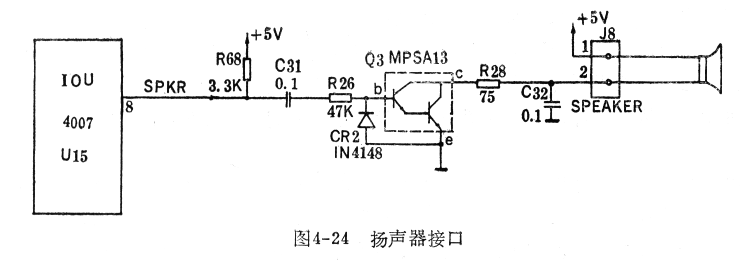 +5V
+5V
J8
R68
C31
Q3 MPSA13
IOU
SPKR
3.3K
0.1
R26
b
c
R28
1
2
8
4007
47K
75
C32
0.1
SPEAKER
U15
CR2
IN4148
e
图4-24 扬声器接口